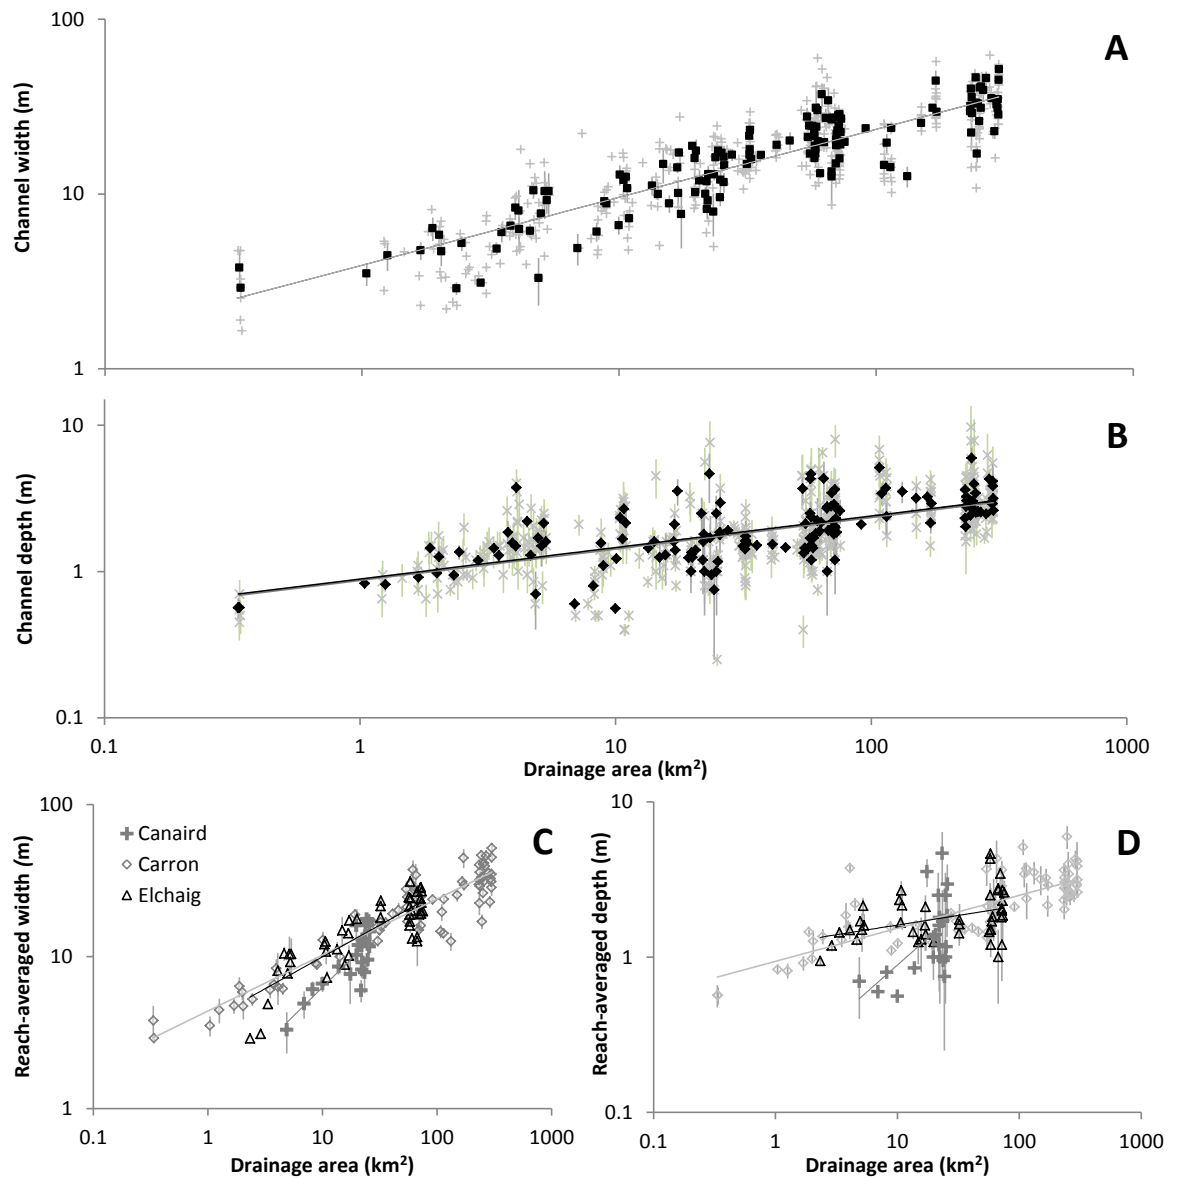 100
A
10
1
Channel width (m)
10
B
1
0.1
Channel depth (m)
0.1 1 10 100 1000
Drainage area (km²)
100
Canaird
Carron
Elchaig
C
10
1
Reach-averaged width (m)
0.1 1 10 100 1000
Drainage area (km²)
10
D
1
0.1
Reach-averaged depth (m)
0.1 1 10 100 1000
Drainage area (km²)